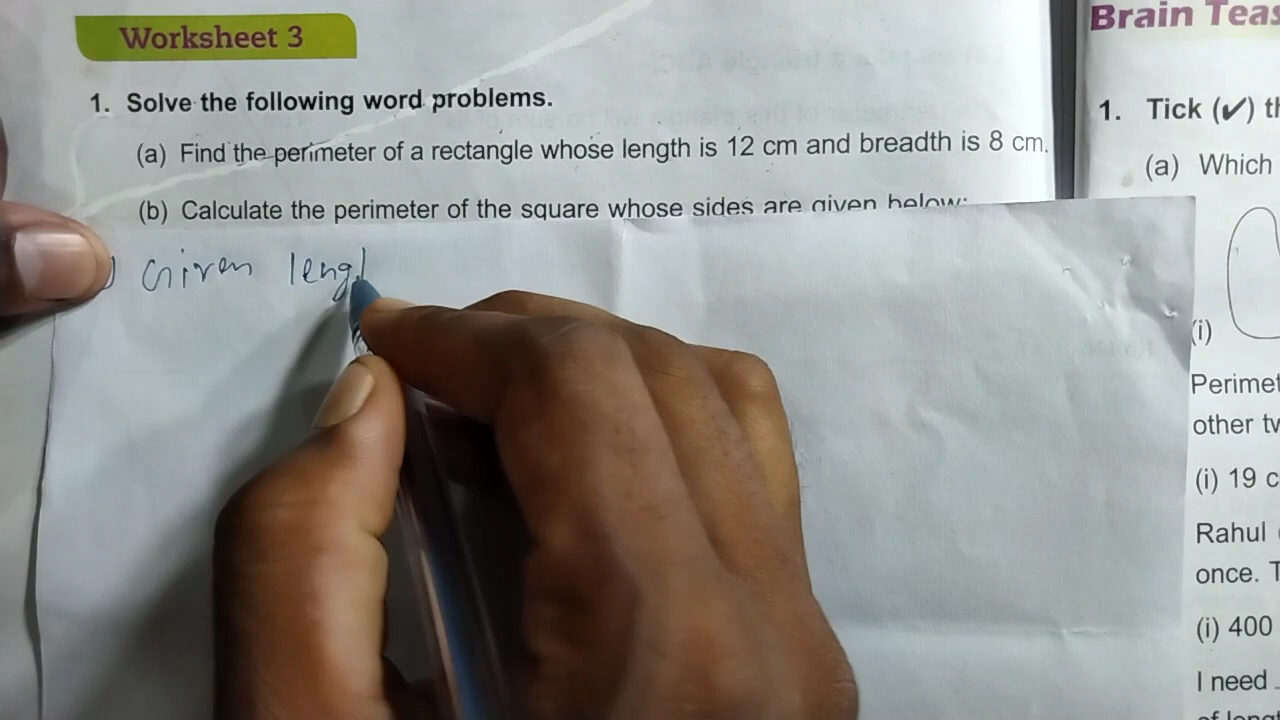 Worksheet 3
1. Solve the following word problems.
(a) Find the perimeter of a rectangle whose length is 12 cm and breadth is 8 cm.
(b) Calculate the perimeter of the square whose sides are given below:
) Given lengt
Brain Teas
1. Tick (✓) th
(a) Which
(i)
Perimet
other tw
(i) 19 c
Rahul
once. T
(i) 400
I need
of leng